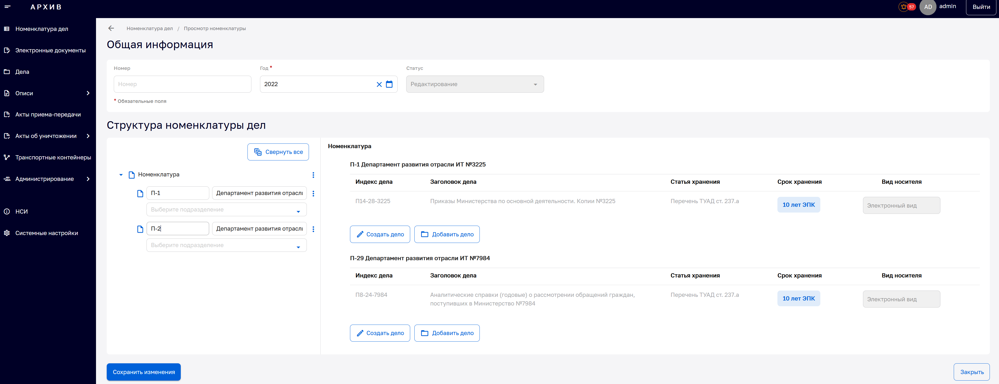 АРХИВ
57
AD
admin
Выйти
Номенклатура дел
Электронные документы
Дела
Описи
Акты приема-передачи
Акты об уничтожении
Транспортные контейнеры
Администрирование
НСИ
Системные настройки
Номенклатура дел / Просмотр номенклатуры
Общая информация
Номер
Год *
Статус
Номер
2022
Редактирование
* Обязательные поля
Структура номенклатуры дел
Свернуть все
Номенклатура
П-1
Департамент развития отрасли
Выберите подразделение
П-2
Департамент развития отрасли
Выберите подразделение
Номенклатура
П-1 Департамент развития отрасли ИТ №3225
Индекс дела
Заголовок дела
Статья хранения
Срок хранения
Вид носителя
П14-28-3225
Приказы Министерства по основной деятельности. Копии №3225
Перечень ТУАД ст. 237.а
10 лет ЭПК
Электронный вид
Создать дело
Добавить дело
П-29 Департамент развития отрасли ИТ №7984
Индекс дела
Заголовок дела
Статья хранения
Срок хранения
Вид носителя
П8-24-7984
Аналитические справки (годовые) о рассмотрении обращений граждан,
поступивших в Министерство №7984
Перечень ТУАД ст. 237.а
10 лет ЭПК
Электронный вид
Создать дело
Добавить дело
Сохранить изменения
Закрыть